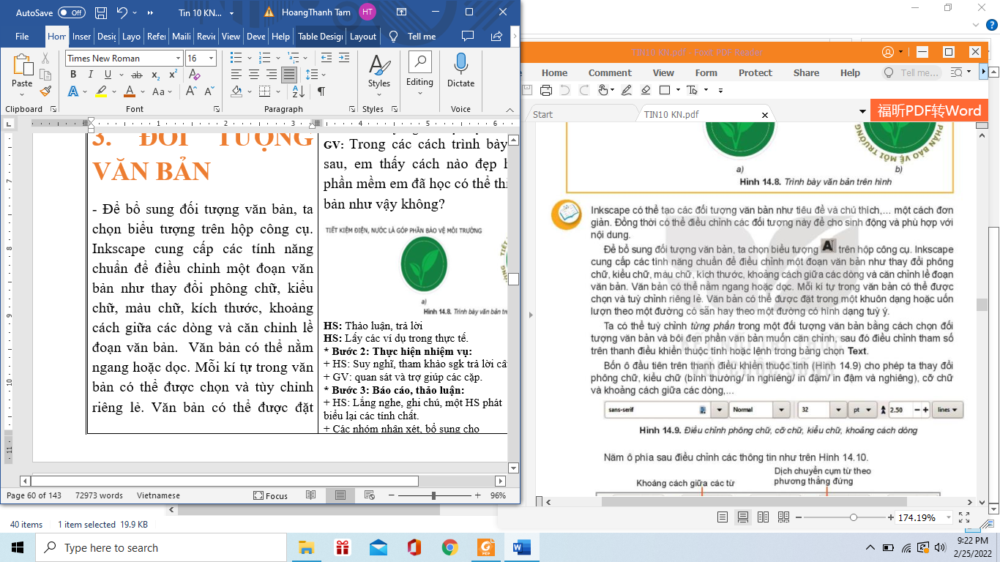 AutoSave Off Tin 10 KN... HoangThanh Tam HT
File Hom Inser Desig Layo Refer Maili Revie View Deve Help Table Design Layout Tell me
Times New Roman 16
Paste Styles Editing Dictate
Clipboard Font Paragraph Styles Voice
3. ĐỐI TƯỢNG
VĂN BẢN
- Để bổ sung đối tượng văn bản, ta
chọn biểu tượng trên hộp công cụ.
Inkscape cung cấp các tính năng
chuẩn để điều chỉnh một đoạn văn
bản như thay đổi phông chữ, kiểu
chữ, màu chữ, kích thước, khoảng
cách giữa các dòng và căn chỉnh lề
đoạn văn bản. Văn bản có thể nằm
ngang hoặc dọc. Mỗi kí tự trong văn
bản có thể được chọn và tùy chỉnh
riêng lẻ. Văn bản có thể được đặt
GV: Trong các cách trình bày
sau, em thấy cách nào đẹp h
phần mềm em đã học có thể thi
bản như vậy không?
TIẾT KIỆM ĐIỆN, NƯỚC LÀ GÓP PHẦN BẢO VỆ MÔI TRƯỜNG
a)
Hình 14.8. Trình bày văn bản trê
HS: Thảo luận, trả lời
HS: Lấy các ví dụ trong thực tế.
* Bước 2: Thực hiện nhiệm vụ:
+ HS: Suy nghĩ, tham khảo sgk trả lời câ
+ GV: quan sát và trợ giúp các cặp.
* Bước 3: Báo cáo, thảo luận:
+ HS: Lắng nghe, ghi chú, một HS phát
biểu lại các tính chất.
+ Các nhóm nhận xét, bổ sung cho
Page 60 of 143 72973 words Vietnamese Focus 96%
TIN10 KN.pdf - Foxit PDF Reader
Home Comment View Form Protect Share Help Tell me...
Start TIN10 KN.pdf 福昕PDF转Word
PHẦN BẢO VỆ MÔI TRƯỜNG
a) b)
Hình 14.8. Trình bày văn bản trên hình
Inkscape có thể tạo các đối tượng văn bản như tiêu đề và chú thích,... một cách đơn
giản. Đồng thời có thể điều chỉnh các đối tượng này để cho sinh động và phù hợp với
nội dung.
Để bổ sung đối tượng văn bản, ta chọn biểu tượng A trên hộp công cụ. Inkscape
cung cấp các tính năng chuẩn để điều chỉnh một đoạn văn bản như thay đổi phông
chữ, kiểu chữ, màu chữ, kích thước, khoảng cách giữa các dòng và căn chỉnh lề đoạn
văn bản. Văn bản có thể nằm ngang hoặc dọc. Mỗi kí tự trong văn bản có thể được
chọn và tuỳ chỉnh riêng lẻ. Văn bản có thể được đặt trong một khuôn dạng hoặc uốn
lượn theo một đường có sẵn hay theo một đường có hình dạng tuỳ ý.
Ta có thể tuỳ chỉnh từng phần trong một đối tượng văn bản bằng cách chọn đối
tượng văn bản và bôi đen phần văn bản muốn căn chỉnh, sau đó điều chỉnh tham số
trên thanh điều khiển thuộc tính hoặc lệnh trong bảng chọn Text.
Bốn ô đầu tiên trên thanh điều khiển thuộc tính (Hình 14.9) cho phép ta thay đổi
phông chữ, kiểu chữ (bình thường/ in nghiêng/ in đậm/ in đậm và nghiêng), cỡ chữ
và khoảng cách giữa các dòng,...
sans-serif Normal 32 pt 2.50 lines
Hình 14.9. Điều chỉnh phông chữ, cỡ chữ, kiểu chữ, khoảng cách dòng
Năm ô phía sau điều chỉnh các thông tin như trên Hình 14.10.
Dịch chuyển cụm từ theo
Khoảng cách giữa các từ phương thẳng đứng
174.19%
40 items 1 item selected 19.9 KB
Type here to search
9:22 PM
2/25/2022